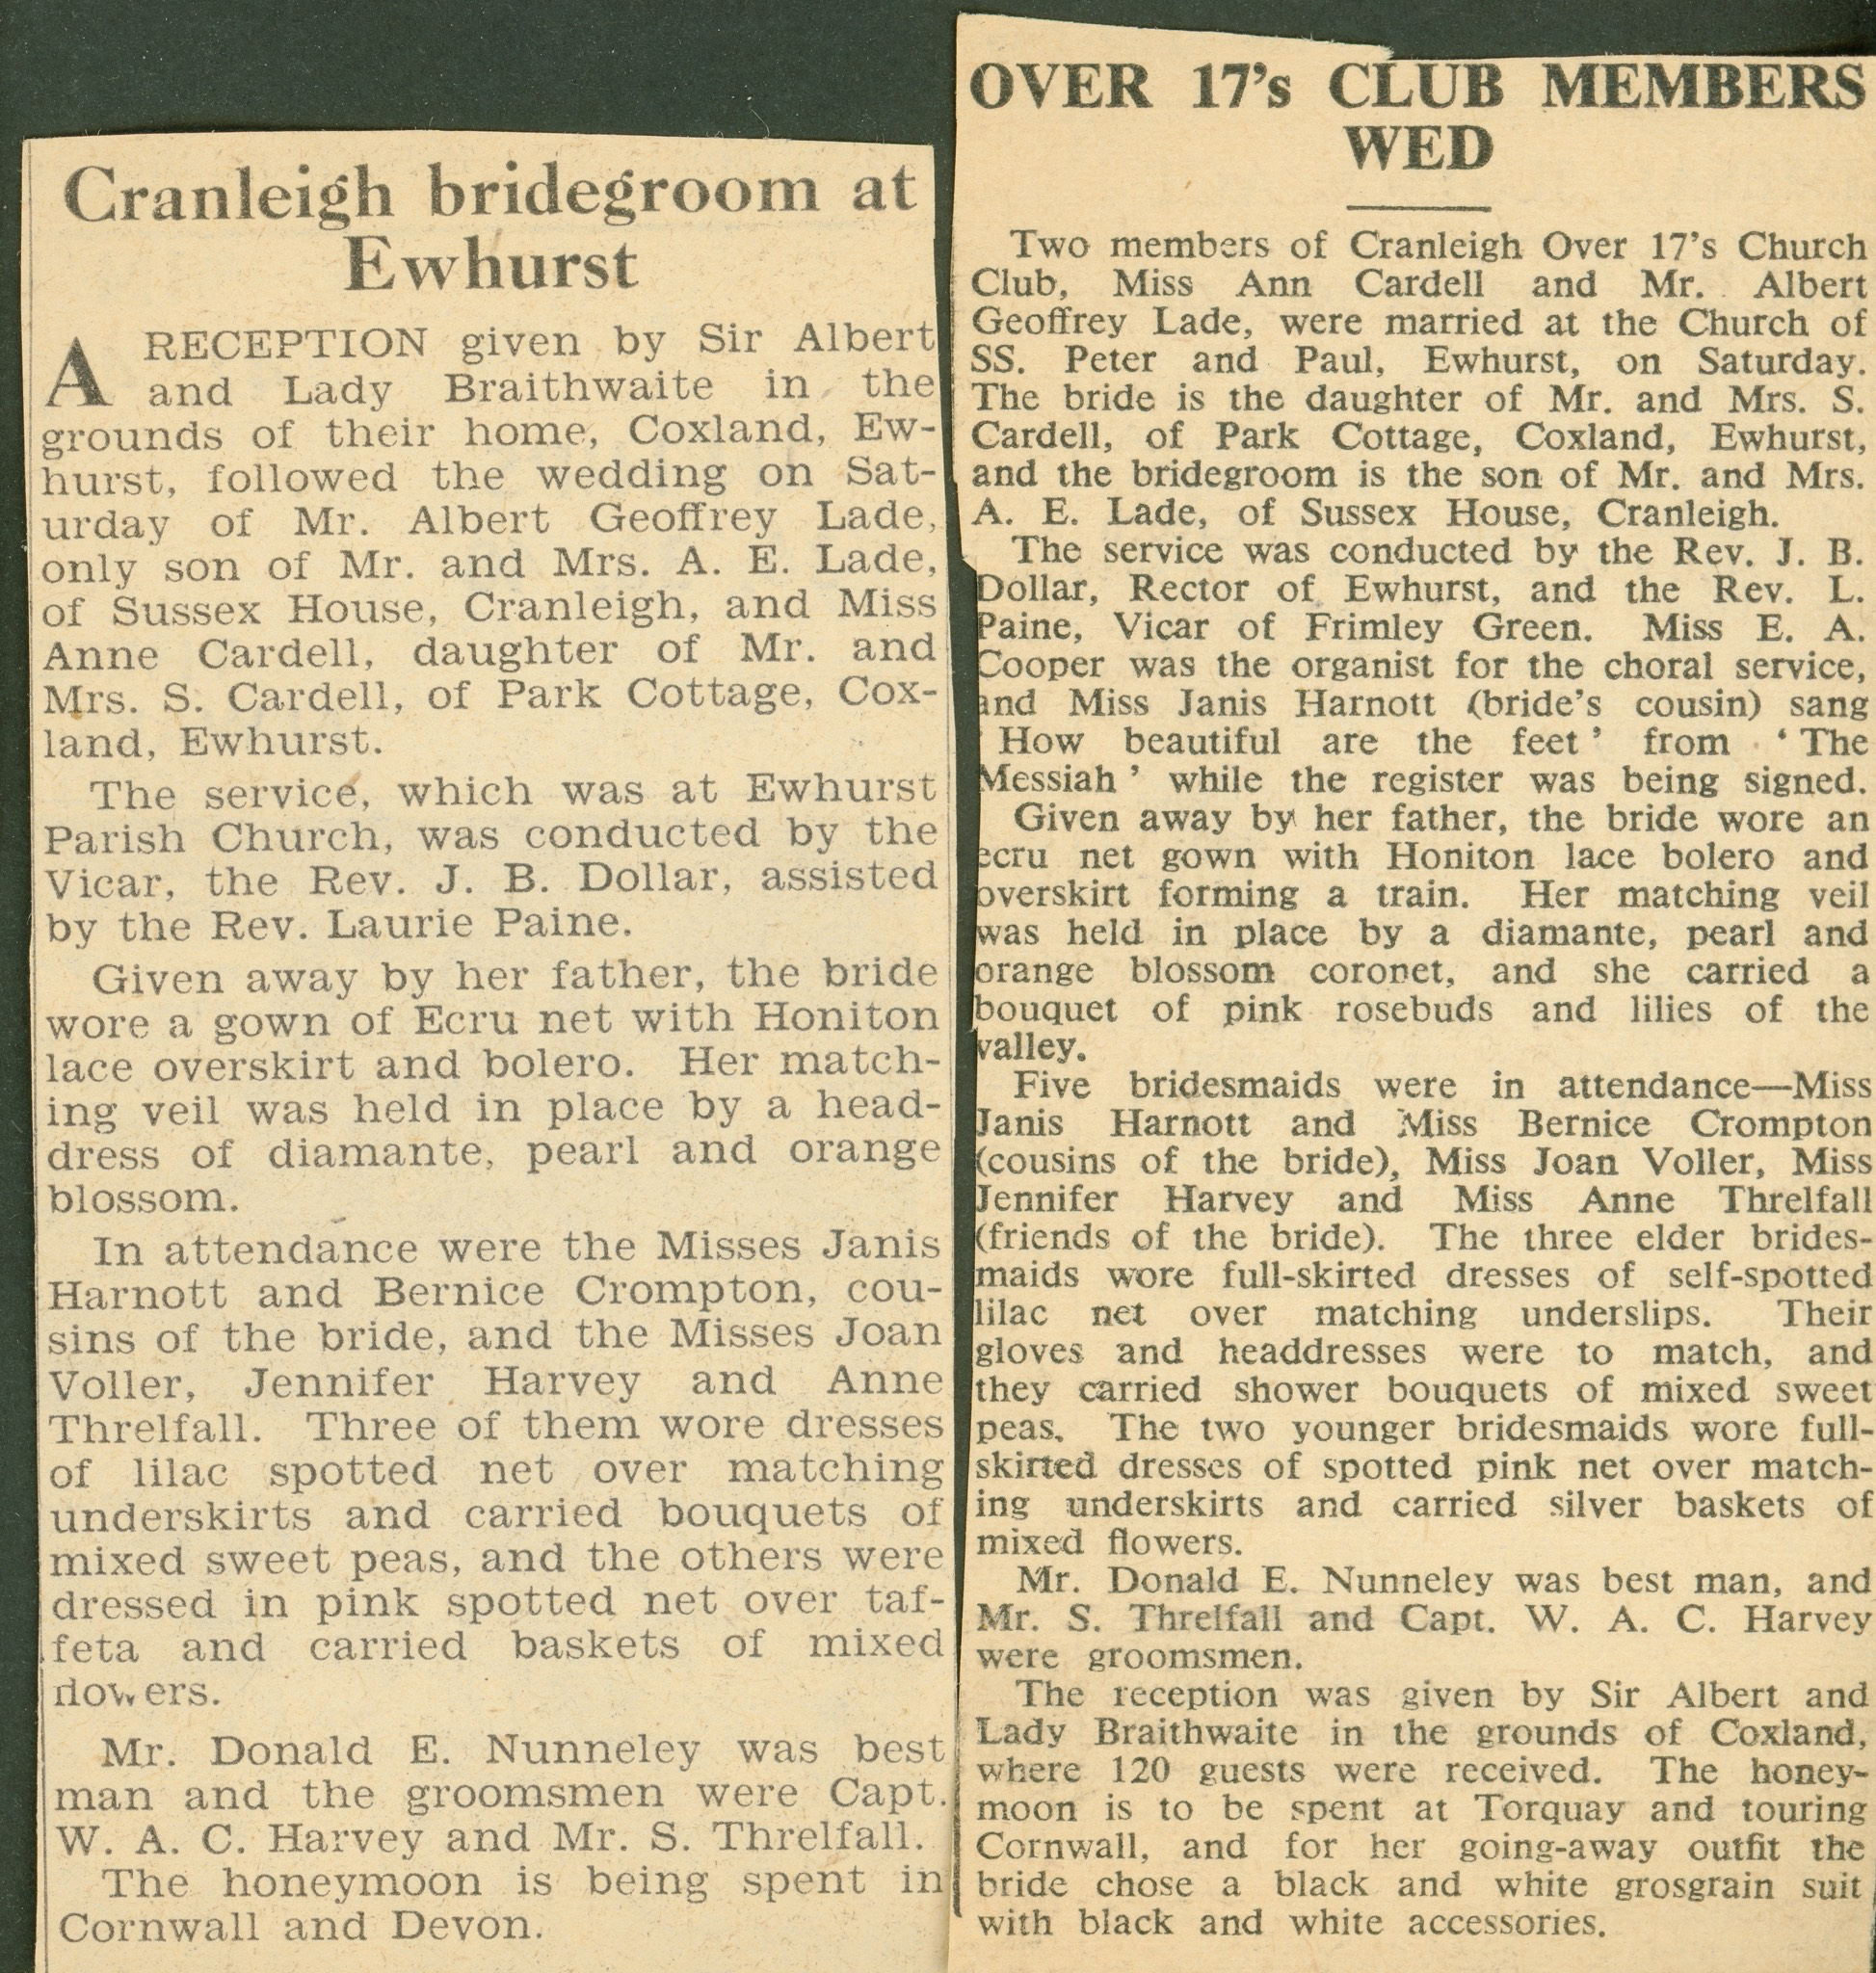 Cranleigh bridegroom at
Ewhurst
A RECEPTION given by Sir Albert
and Lady Braithwaite in the
grounds of their home, Coxland, Ew-
hurst, followed the wedding on Sat-
urday of Mr. Albert Geoffrey Lade,
only son of Mr. and Mrs. A. E. Lade,
of Sussex House, Cranleigh, and Miss
Anne Cardell, daughter of Mr. and
Mrs. S. Cardell, of Park Cottage, Cox-
land, Ewhurst.
The service, which was at Ewhurst
Parish Church, was conducted by the
Vicar, the Rev. J. B. Dollar, assisted
by the Rev. Laurie Paine.
Given away by her father, the bride
wore a gown of Ecru net with Honiton
lace overskirt and bolero. Her match-
ing veil was held in place by a head-
dress of diamante, pearl and orange
blossom.
In attendance were the Misses Janis
Harnott and Bernice Crompton, cou-
sins of the bride, and the Misses Joan
Voller, Jennifer Harvey and Anne
Threlfall. Three of them wore dresses
of lilac spotted net over matching
underskirts and carried bouquets of
mixed sweet peas, and the others were
dressed in pink spotted net over taf-
feta and carried baskets of mixed
flowers.
Mr. Donald E. Nunneley was best
man and the groomsmen were Capt.
W. A. C. Harvey and Mr. S. Threlfall.
The honeymoon is being spent in
Cornwall and Devon.
OVER 17's CLUB MEMBERS
WED
Two members of Cranleigh Over 17's Church
Club, Miss Ann Cardell and Mr. Albert
Geoffrey Lade, were married at the Church of
SS. Peter and Paul, Ewhurst, on Saturday.
The bride is the daughter of Mr. and Mrs. S.
Cardell, of Park Cottage, Coxland, Ewhurst,
and the bridegroom is the son of Mr. and Mrs.
A. E. Lade, of Sussex House, Cranleigh.
The service was conducted by the Rev. J. B.
Dollar, Rector of Ewhurst, and the Rev. L.
Paine, Vicar of Frimley Green. Miss E. A.
Cooper was the organist for the choral service,
and Miss Janis Harnott (bride's cousin) sang
' How beautiful are the feet ' from ' The
Messiah ' while the register was being signed.
Given away by her father, the bride wore an
ecru net gown with Honiton lace bolero and
overskirt forming a train. Her matching veil
was held in place by a diamante, pearl and
orange blossom coronet, and she carried a
bouquet of pink rosebuds and lilies of the
valley.
Five bridesmaids were in attendance—Miss
Janis Harnott and Miss Bernice Crompton
(cousins of the bride), Miss Joan Voller, Miss
Jennifer Harvey and Miss Anne Threlfall
(friends of the bride). The three elder brides-
maids wore full-skirted dresses of self-spotted
lilac net over matching underslips. Their
gloves and headdresses were to match, and
they carried shower bouquets of mixed sweet
peas. The two younger bridesmaids wore full-
skirted dresses of spotted pink net over match-
ing underskirts and carried silver baskets of
mixed flowers.
Mr. Donald E. Nunneley was best man, and
Mr. S. Threlfall and Capt. W. A. C. Harvey
were groomsmen.
The reception was given by Sir Albert and
Lady Braithwaite in the grounds of Coxland,
where 120 guests were received. The honey-
moon is to be spent at Torquay and touring
Cornwall, and for her going-away outfit the
bride chose a black and white grosgrain suit
with black and white accessories.